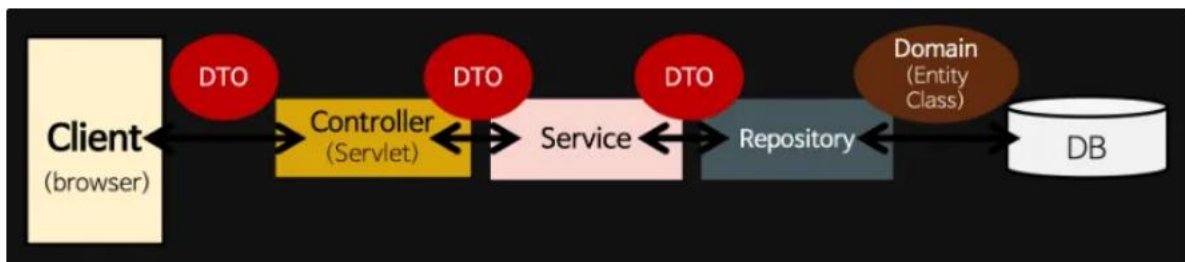 DTO
DTO
DTO
Domain
(Entity
Class)
Client
(browser)
Controller
(Servlet)
Service
Repository
DB